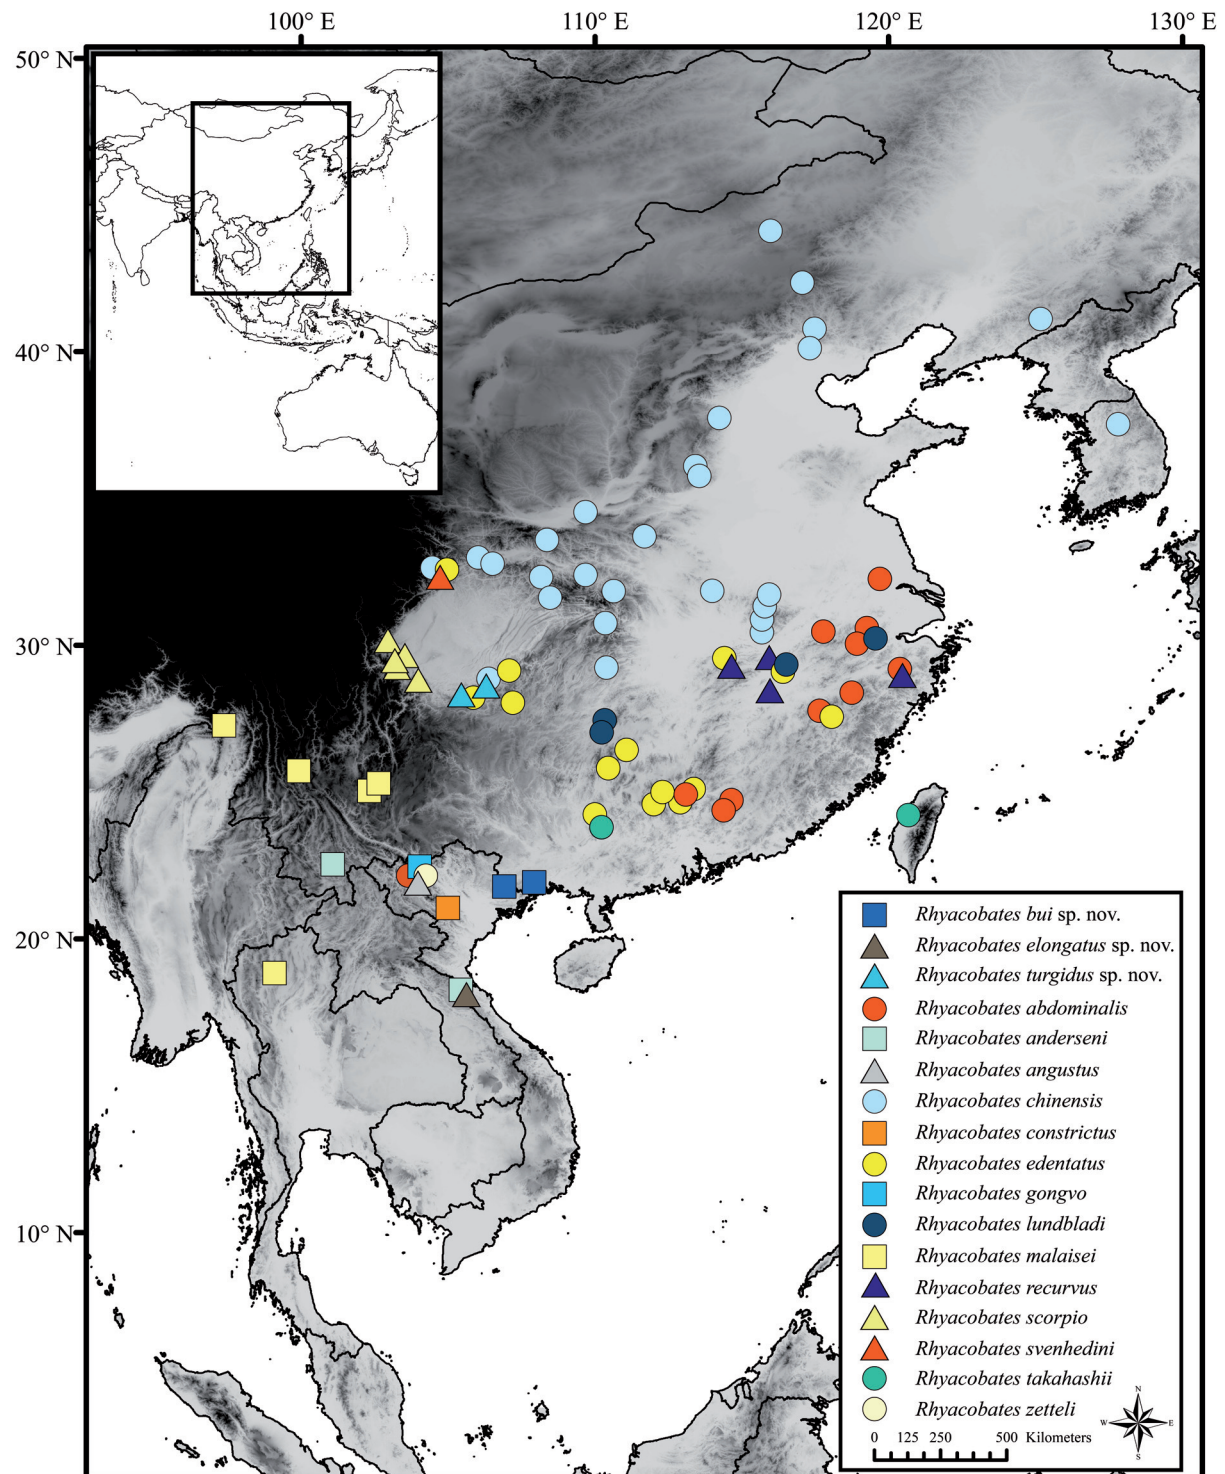 100° E
110° E
120° E
130° E
50° N
40° N
30° N
20° N
10° N
Rhyacobates bui sp. nov.
Rhyacobates elongatus sp. nov.
Rhyacobates turgidus sp. nov.
Rhyacobates abdominalis
Rhyacobates anderseni
Rhyacobates angustus
Rhyacobates chinensis
Rhyacobates constrictus
Rhyacobates edentatus
Rhyacobates gongvo
Rhyacobates lundbladi
Rhyacobates malaisei
Rhyacobates recurvus
Rhyacobates scorpio
Rhyacobates svenhedini
Rhyacobates takahashii
Rhyacobates zetteli
N
W
E
S
0 125 250 500 Kilometers